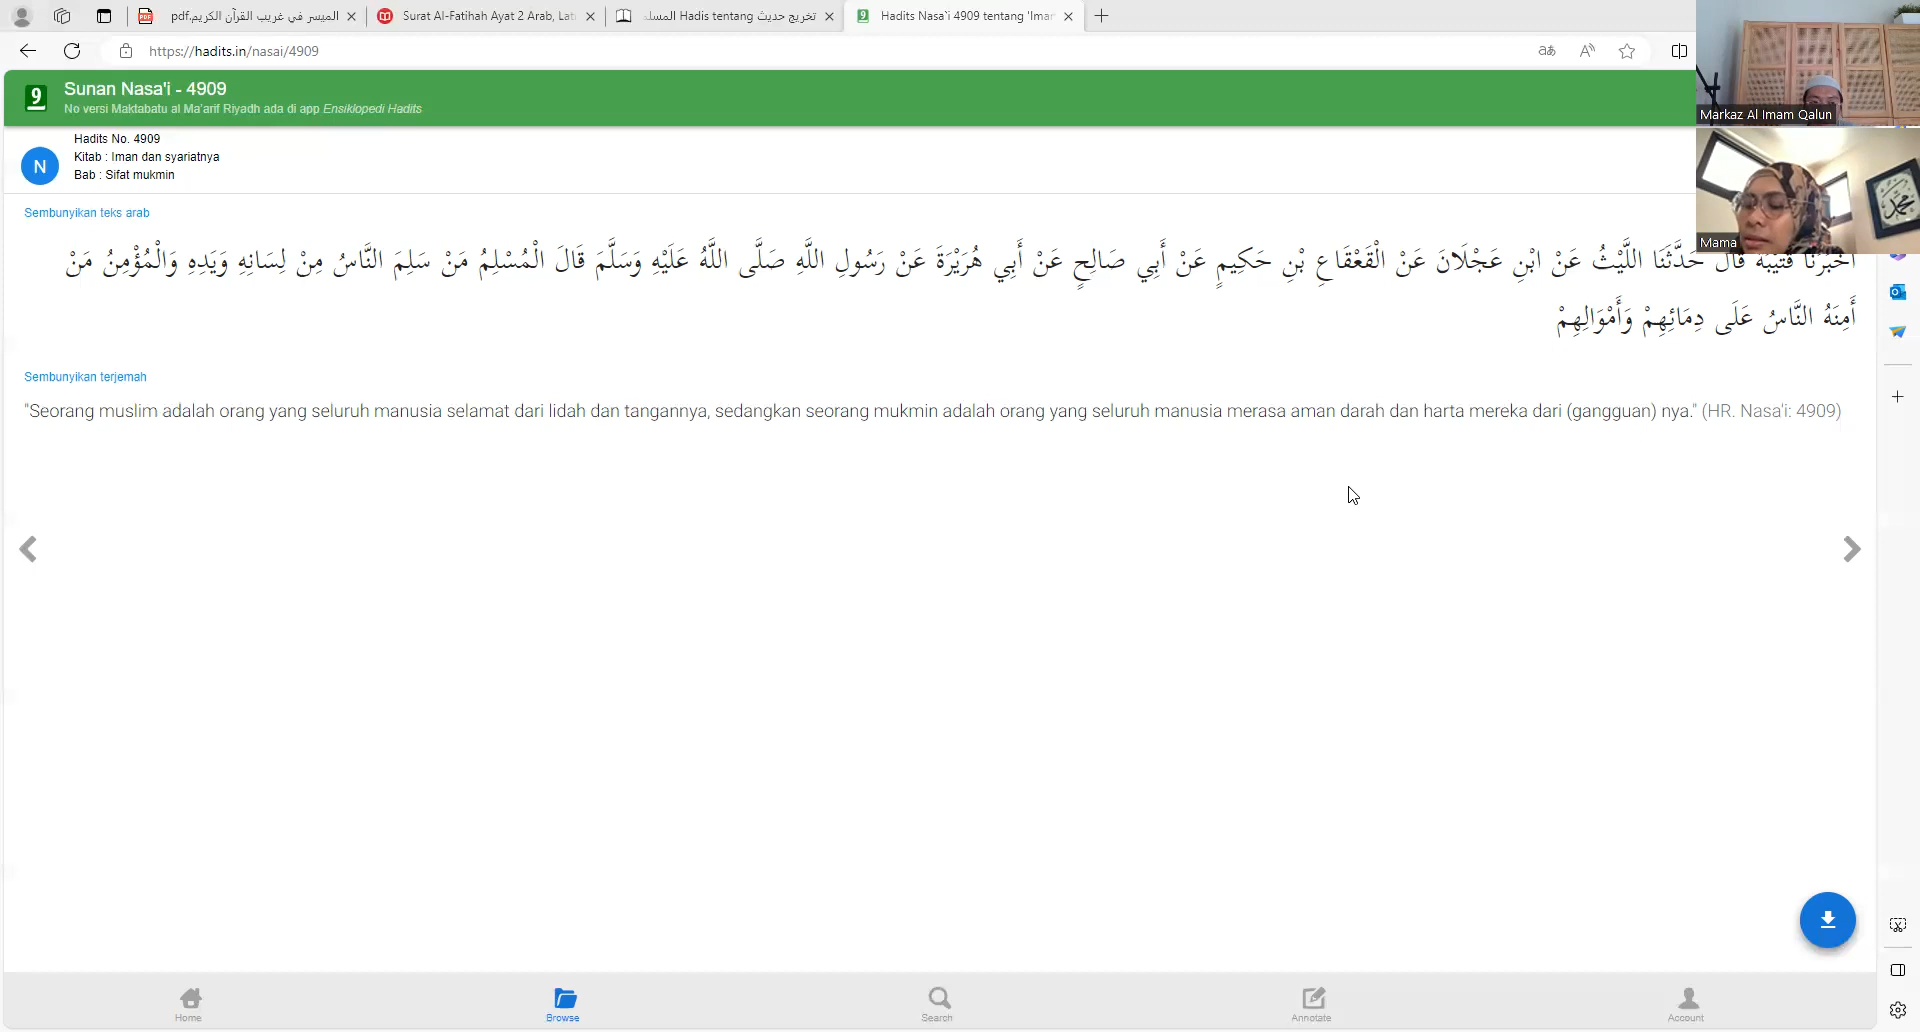 الميسر في غريب القرآن الكريم.pdf
Surat Al-Fatihah Ayat 2 Arab, Lat
تخريج حديث Hadis tentang المسل
Hadits Nasa`i 4909 tentang 'Imar
https://hadits.in/nasai/4909
Sunan Nasa'i - 4909
No versi Maktabatu al Ma'arif Riyadh ada di app Ensiklopedi Hadits
Markaz Al Imam Qalun
Hadits No. 4909
Kitab : Iman dan syariatnya
N
Bab : Sifat mukmin
محمد
Mama
Sembunyikan teks arab
أَخْبَرَنَا قُتَيْبَةُ قَالَ حَدَّثَنَا اللَّيْثُ عَنْ ابْنِ عَجْلَانَ عَنْ الْقَعْقَاعِ بْنِ حَكِيمٍ عَنْ أَبِي صَالِحٍ عَنْ أَبِي هُرَيْرَةَ عَنْ رَسُولِ اللَّهِ صَلَّى اللَّهُ عَلَيْهِ وَسَلَّمَ قَالَ الْمُسْلِمُ مَنْ سَلِمَ النَّاسُ مِنْ لِسَانِهِ وَيَدِهِ وَالْمُؤْمِنُ مَنْ
أَمِنَهُ النَّاسُ عَلَى دِمَائِهِمْ وَأَمْوَالِهِمْ
Sembunyikan terjemah
"Seorang muslim adalah orang yang seluruh manusia selamat dari lidah dan tangannya, sedangkan seorang mukmin adalah orang yang seluruh manusia merasa aman darah dan harta mereka dari (gangguan) nya." (HR. Nasa'i: 4909)
Home
Browse
Search
Annotate
Account